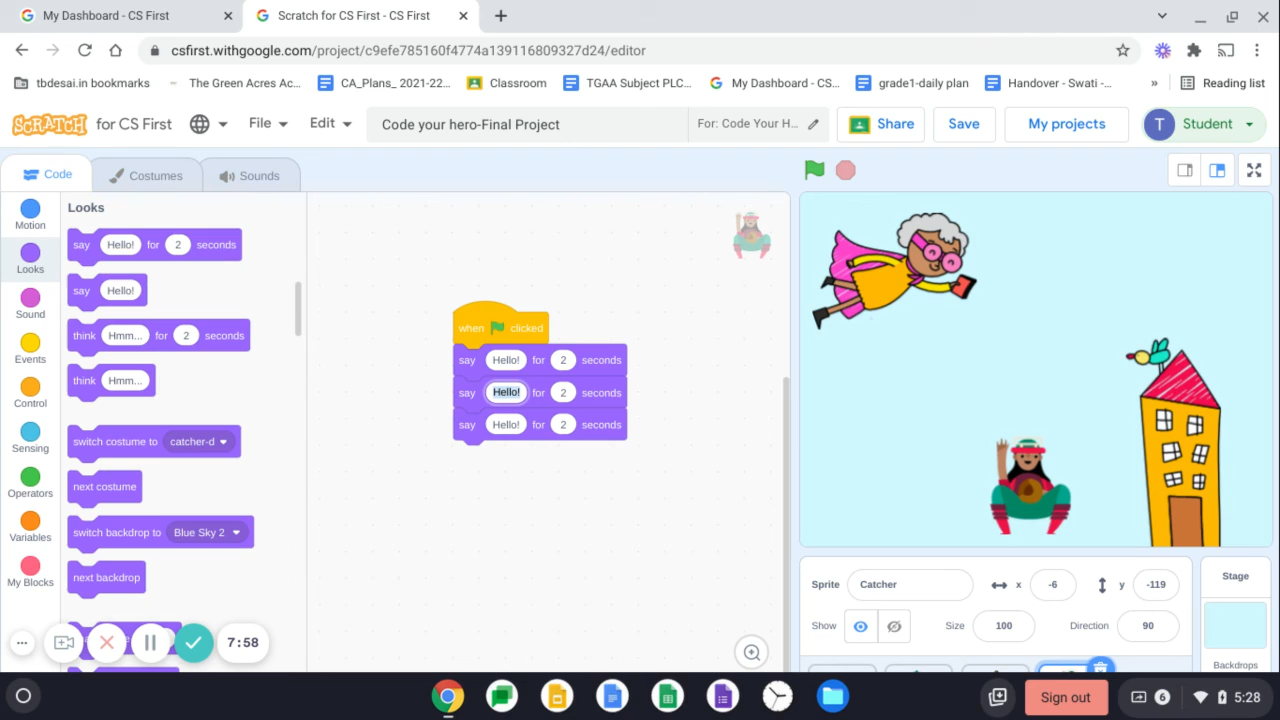 My Dashboard - CS First
Scratch for CS First - CS First
csfirst.withgoogle.com/project/c9efe785160f4774a139116809327d24/editor
tbdesai.in bookmarks
The Green Acres Ac...
CA_Plans_ 2021-22...
Classroom
TGAA Subject PLC...
My Dashboard - CS...
grade1-daily plan
Handover - Swati -...
»
Reading list
SCRATCH for CS First
File
Edit
Code your hero-Final Project
For: Code Your H...
Share
Save
My projects
T
Student
Code
Costumes
Sounds
Motion
Looks
Sound
Events
Control
Sensing
Operators
Variables
My Blocks
Looks
say Hello! for 2 seconds
say Hello!
think Hmm... for 2 seconds
think Hmm...
switch costume to catcher-d
next costume
switch backdrop to Blue Sky 2
next backdrop
7:58
when clicked
say Hello! for 2 seconds
say Hello! for 2 seconds
say Hello! for 2 seconds
Sprite Catcher x -6 y -119
Show Size 100 Direction 90
Stage
Backdrops
Sign out
6
5:28